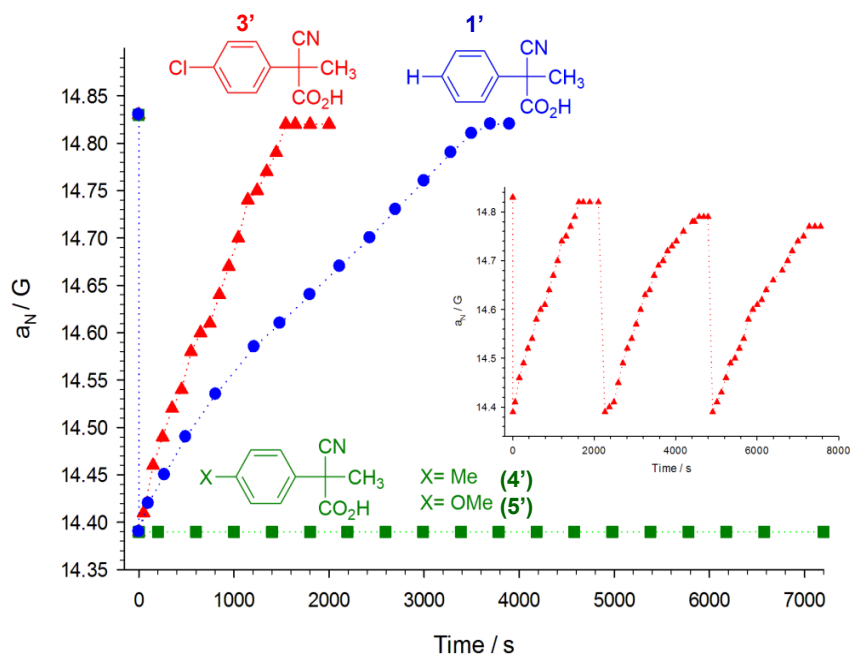 3’
1’
CN
Cl
CH3
CO2H
CN
H
CH3
CO2H
14.85
14.80
14.75
14.70
14.65
14.60
14.55
14.50
14.45
14.40
14.35
aN / G
14.8
14.7
14.6
14.5
14.4
aN / G
0 2000 4000 6000 8000
Time / s
CN
X
CH3
CO2H
X= Me (4’)
X= OMe (5’)
0 1000 2000 3000 4000 5000 6000 7000
Time / s